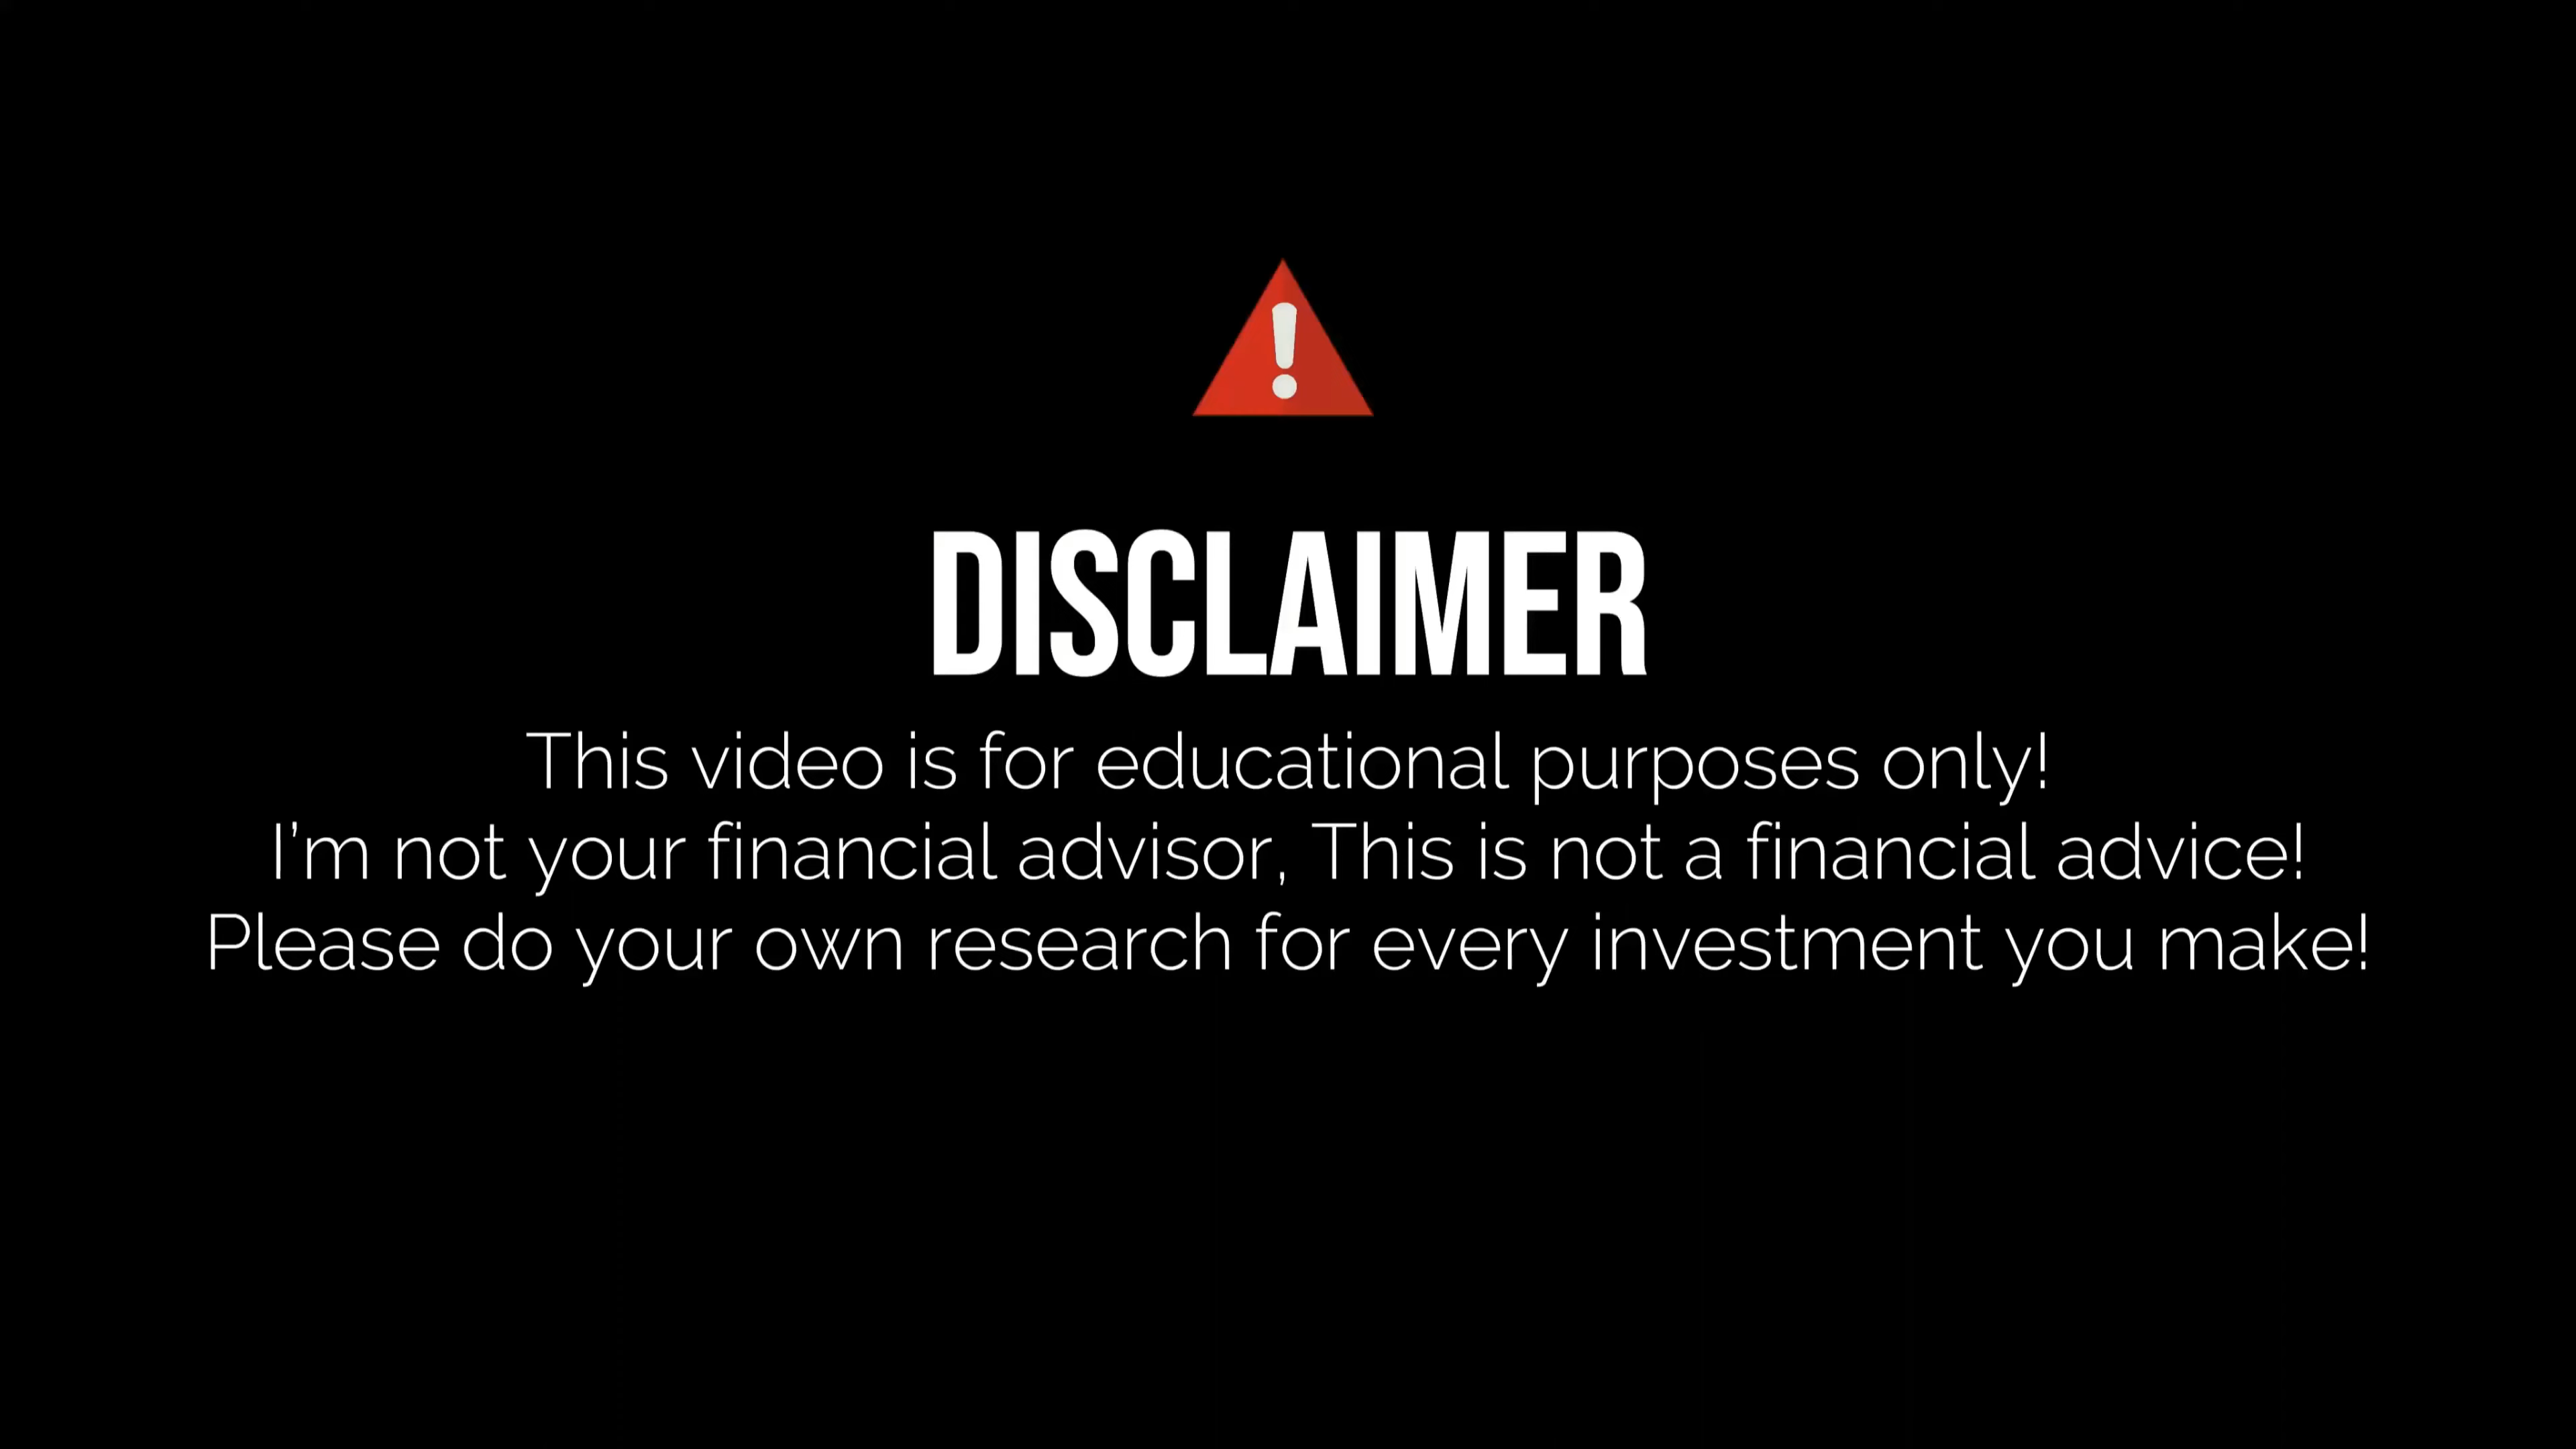 DISCLAIMER
This video is for educational purposes only!
I’m not your financial advisor, This is not a financial advice!
Please do your own research for every investment you make!